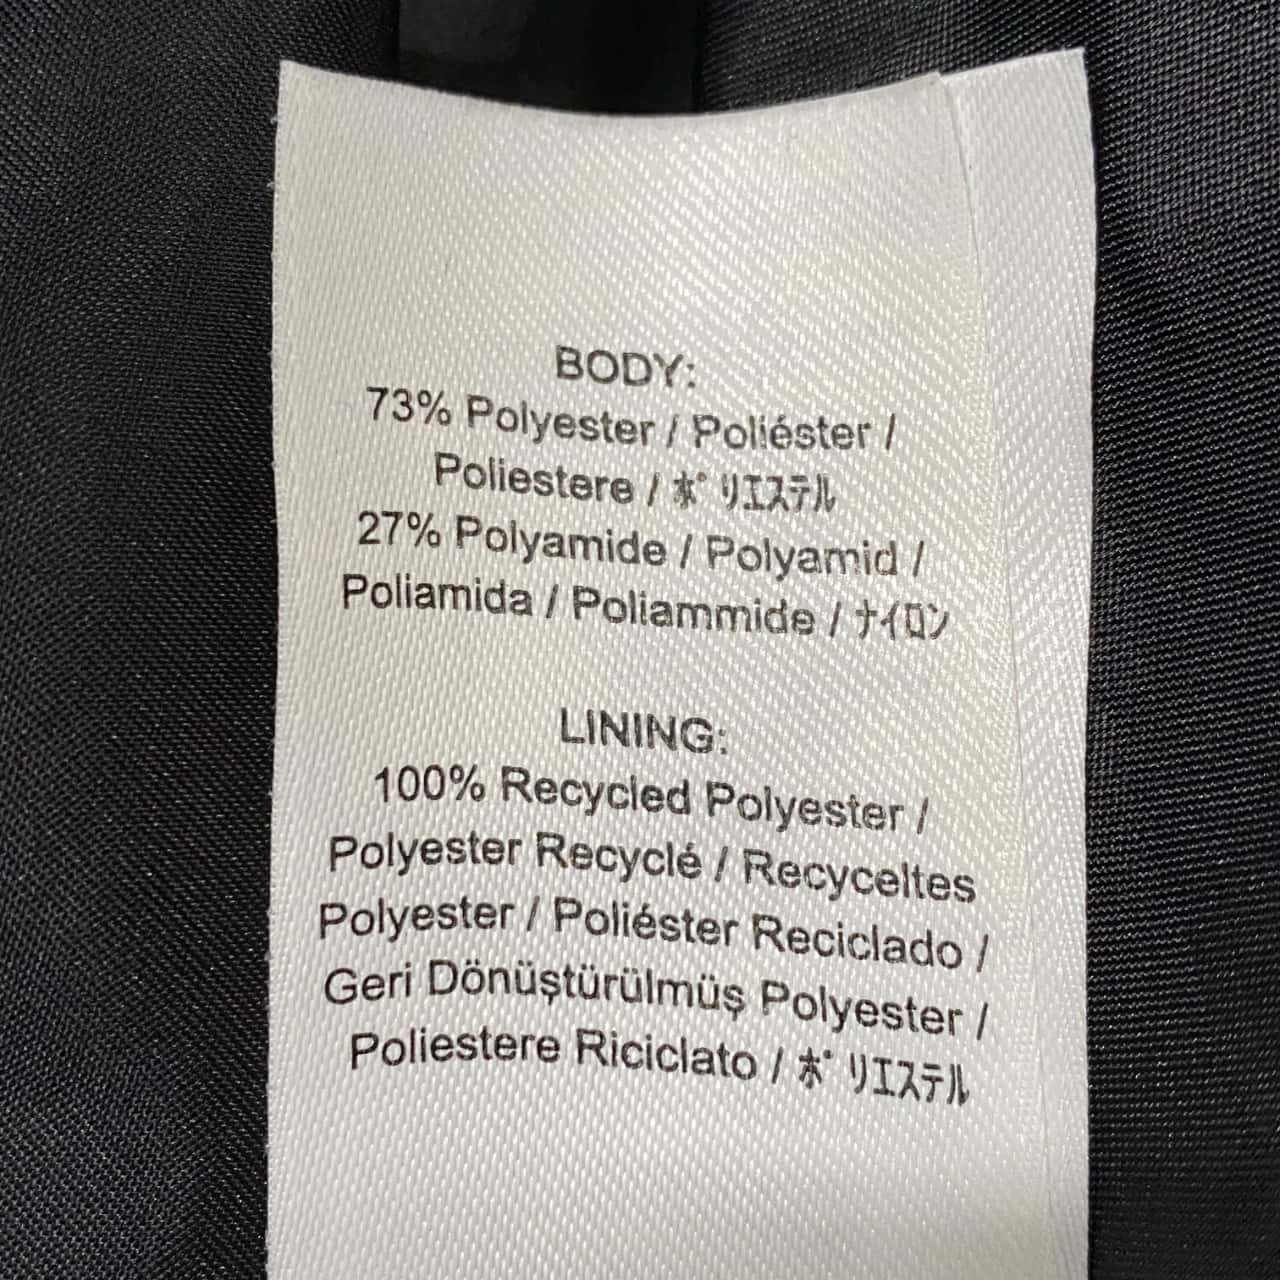 BODY:
73% Polyester / Poliéster /
Poliestere / ﾎﾟﾘｴｽﾃﾙ
27% Polyamide / Polyamid /
Poliamida / Poliammide / ﾅｲﾛﾝ
LINING:
100% Recycled Polyester /
Polyester Recyclé / Recyceltes
Polyester / Poliéster Reciclado /
Geri Dönüştürülmüş Polyester /
Poliestere Riciclato / ﾎﾟﾘｴｽﾃﾙ